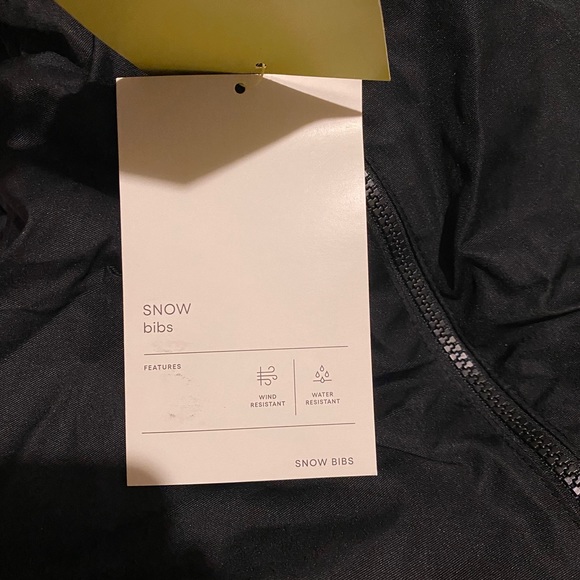 SNOW
bibs
FEATURES
WIND
RESISTANT
WATER
RESISTANT
SNOW BIBS